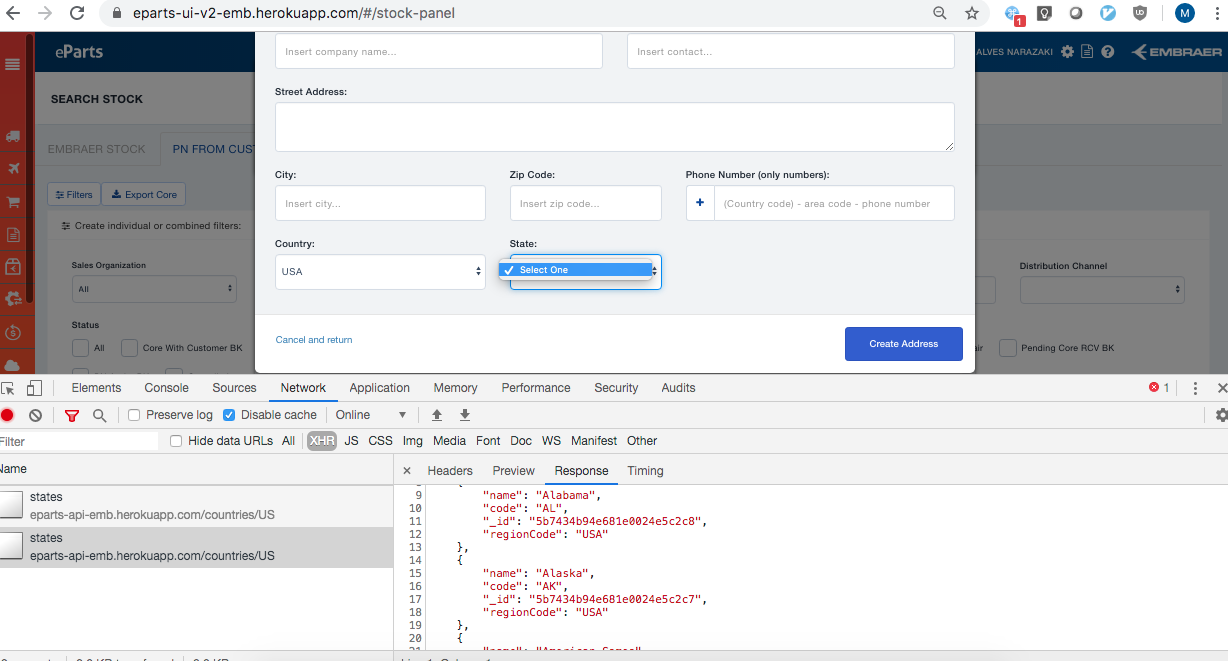 eparts-ui-v2-emb.herokuapp.com/#/stock-panel
1
UD
M
eParts
ALVES NARAZAKI
EMBRAER
Insert company name...
Insert contact...
SEARCH STOCK
Street Address:
EMBRAER STOCK
PN FROM CUST
City:
Zip Code:
Phone Number (only numbers):
Filters
Export Core
Insert city...
Insert zip code...
+
(Country code) - area code - phone number
Create individual or combined filters:
Country:
State:
Sales Organization
USA
Select One
Distribution Channel
All
Status
Cancel and return
Create Address
All
Core With Customer BK
air
Pending Core RCV BK
Elements
Console
Sources
Network
Application
Memory
Performance
Security
Audits
1
Preserve log
Disable cache
Online
Filter
Hide data URLs
All
XHR
JS
CSS
Img
Media
Font
Doc
WS
Manifest
Other
Name
Headers
Preview
Response
Timing
states
eparts-api-emb.herokuapp.com/countries/US
states
eparts-api-emb.herokuapp.com/countries/US
9 "name": "Alabama",
10 "code": "AL",
11 "_id": "5b7434b94e681e0024e5c2c8",
12 "regionCode": "USA"
13 },
14 {
15 "name": "Alaska",
16 "code": "AK",
17 "_id": "5b7434b94e681e0024e5c2c7",
18 "regionCode": "USA"
19 },
20 {